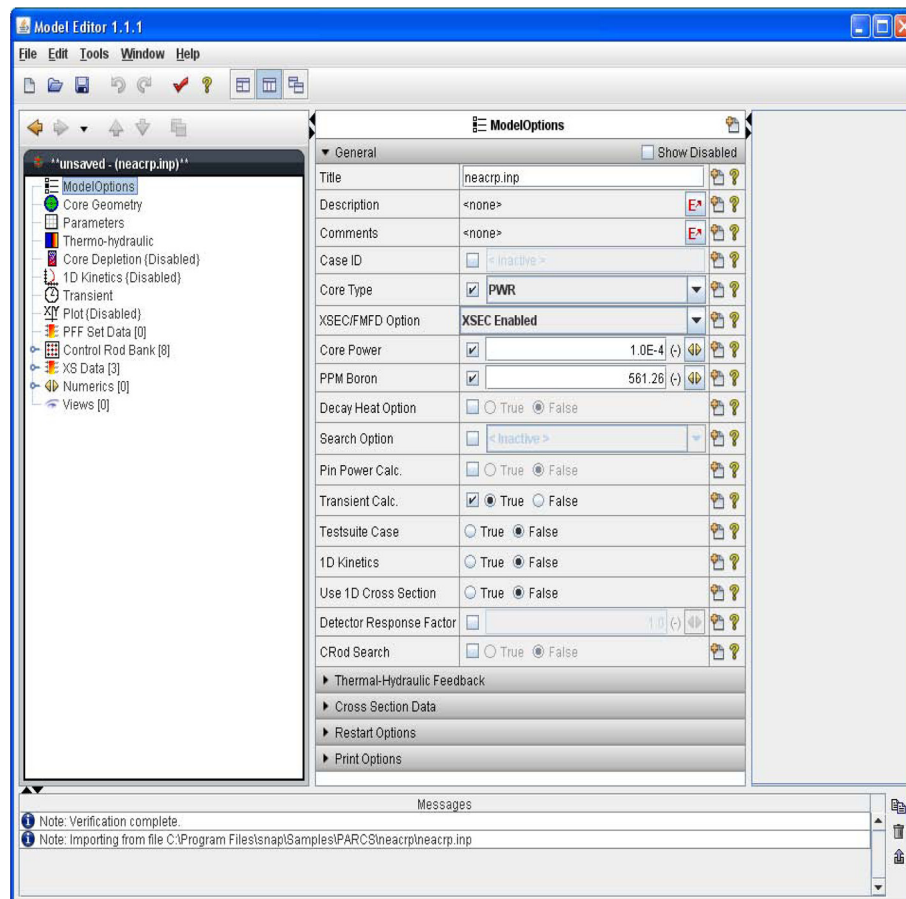 Model Editor 1.1.1
File Edit Tools Window Help
**unsaved - (neacrp.inp)**
ModelOptions
Core Geometry
Parameters
Thermo-hydraulic
Core Depletion {Disabled}
1D Kinetics {Disabled}
Transient
Plot {Disabled}
PFF Set Data [0]
Control Rod Bank [8]
XS Data [3]
Numerics [0]
Views [0]
ModelOptions
General Show Disabled
Title neacrp.inp
Description <none> E
Comments <none> E
Case ID < Inactive >
Core Type PWR
XSEC/FMFD Option XSEC Enabled
Core Power 1.0E-4 (-)
PPM Boron 561.26 (-)
Decay Heat Option True False
Search Option < Inactive >
Pin Power Calc. True False
Transient Calc. True False
Testsuite Case True False
1D Kinetics True False
Use 1D Cross Section True False
Detector Response Factor 1.0 (-)
CRod Search True False
Thermal-Hydraulic Feedback
Cross Section Data
Restart Options
Print Options
Messages
Note: Verification complete.
Note: Importing from file C:\Program Files\snap\Samples\PARCS\neacrp\neacrp.inp